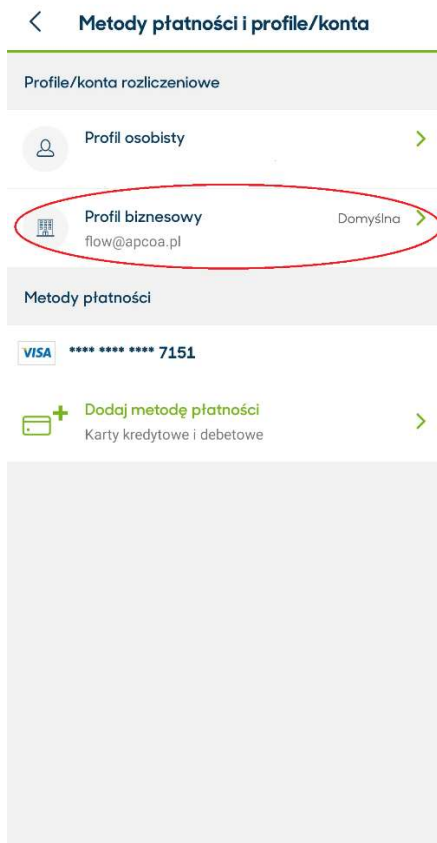 Metody płatności i profile/konta
Profile/konta rozliczeniowe
Profil osobisty
Profil biznesowy Domyślna
flow@apcoa.pl
Metody płatności
VISA **** **** **** 7151
Dodaj metodę płatności
Karty kredytowe i debetowe